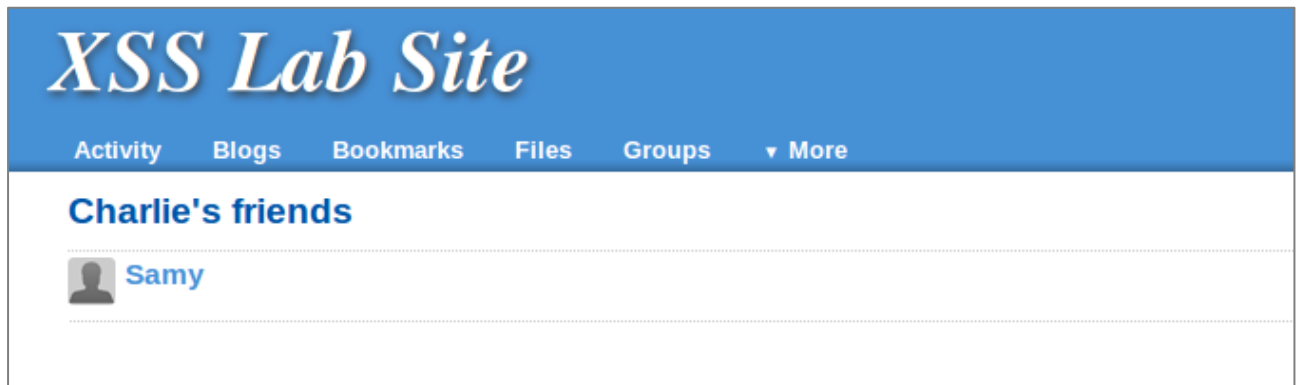 XSS Lab Site
Activity Blogs Bookmarks Files Groups ▼ More
Charlie's friends
Samy